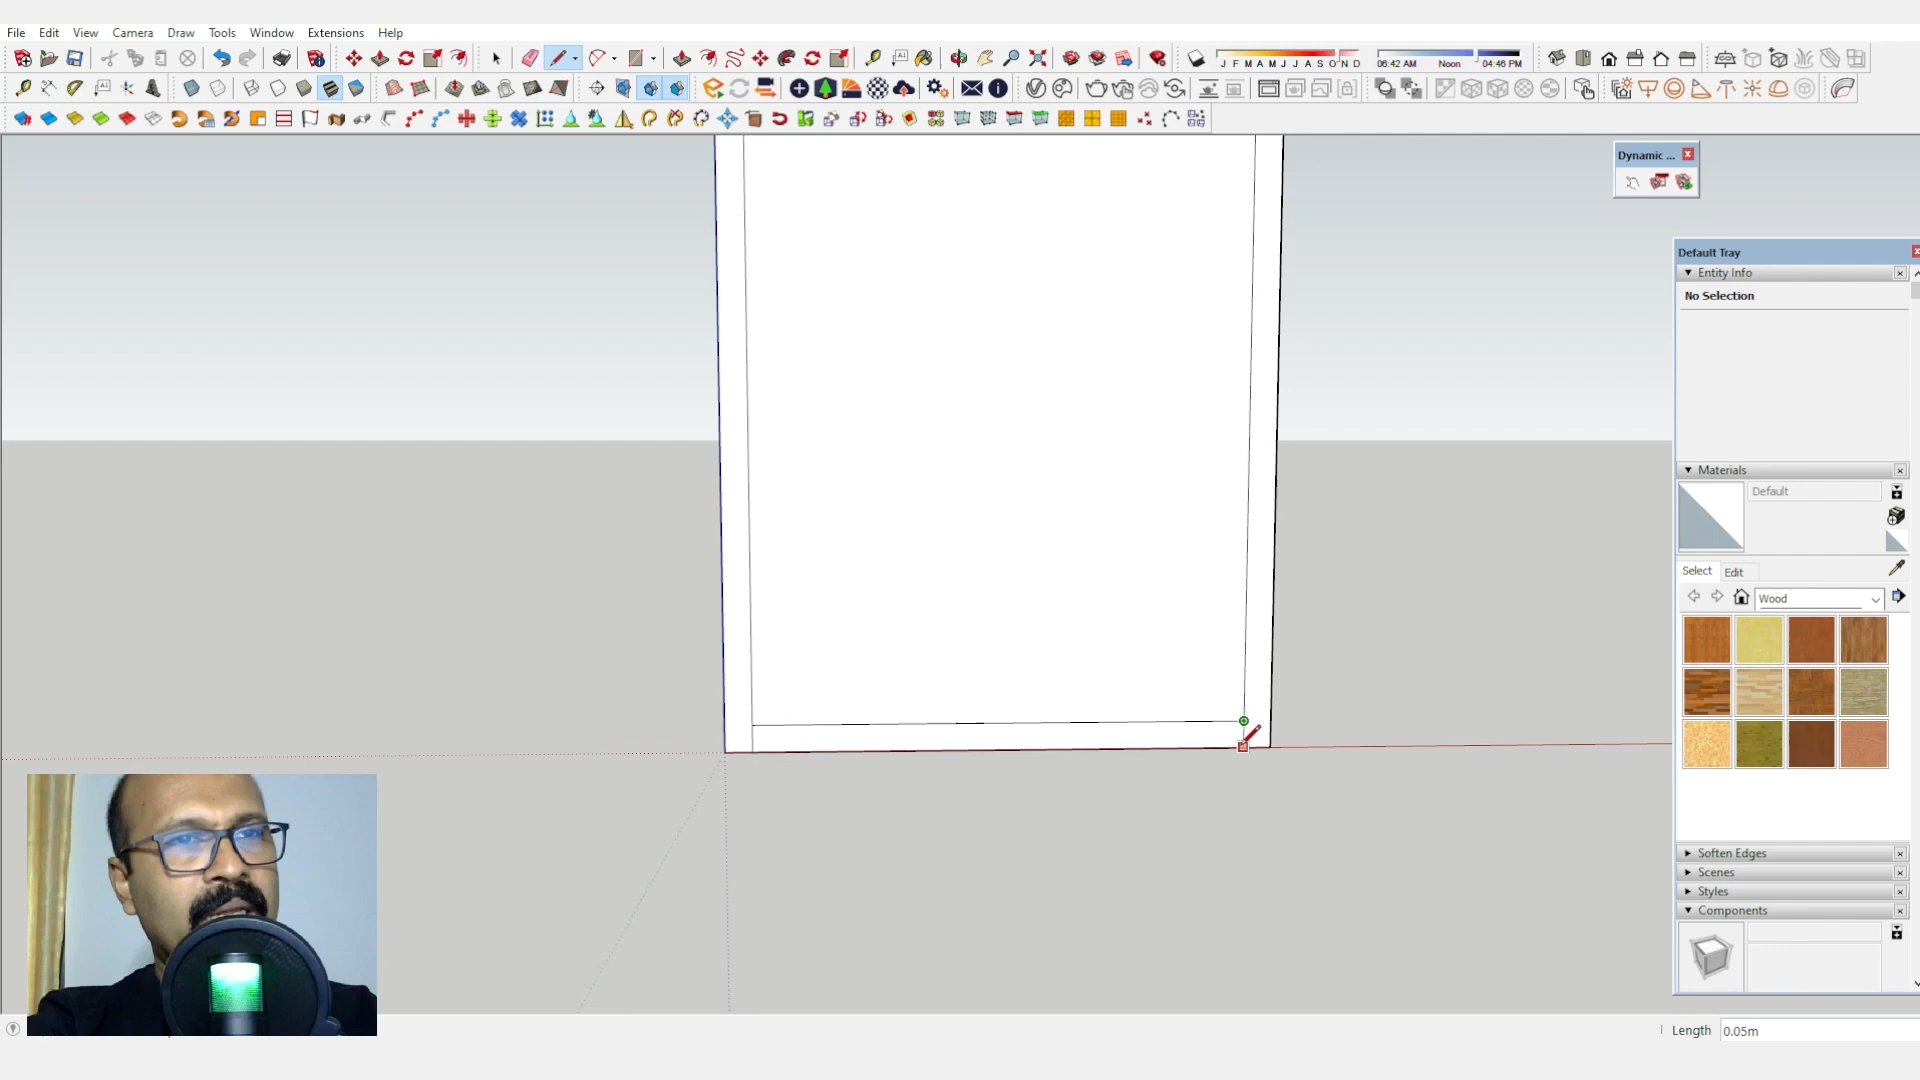 File Edit View Camera Draw Tools Window Extensions Help
J F M A M J J A S O N D
06:42 AM Noon 04:46 PM
Dynamic ...
Default Tray
Entity Info
No Selection
Materials
Default
Select Edit
Wood
Soften Edges
Scenes
Styles
Components
Length 0.05m